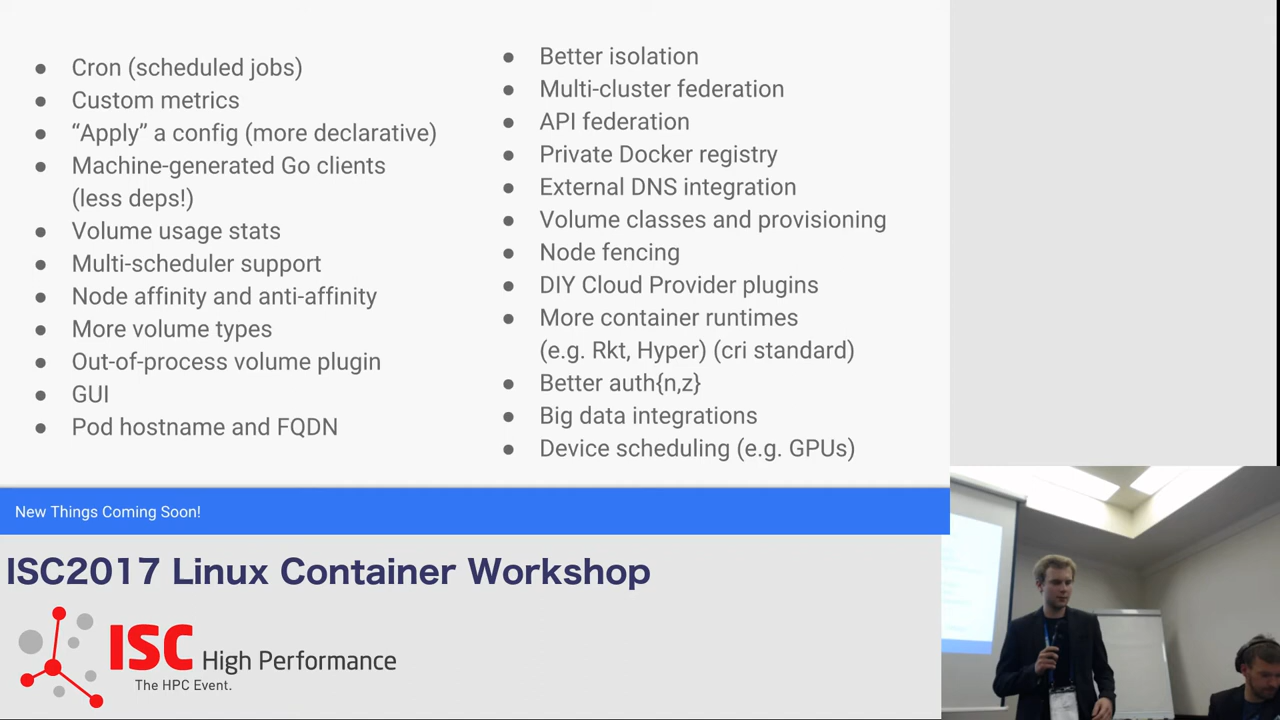 ● Cron (scheduled jobs)
● Custom metrics
● “Apply” a config (more declarative)
● Machine-generated Go clients
(less deps!)
● Volume usage stats
● Multi-scheduler support
● Node affinity and anti-affinity
● More volume types
● Out-of-process volume plugin
● GUI
● Pod hostname and FQDN
● Better isolation
● Multi-cluster federation
● API federation
● Private Docker registry
● External DNS integration
● Volume classes and provisioning
● Node fencing
● DIY Cloud Provider plugins
● More container runtimes
(e.g. Rkt, Hyper) (cri standard)
● Better auth{n,z}
● Big data integrations
● Device scheduling (e.g. GPUs)
New Things Coming Soon!
ISC2017 Linux Container Workshop
ISC High Performance
The HPC Event.